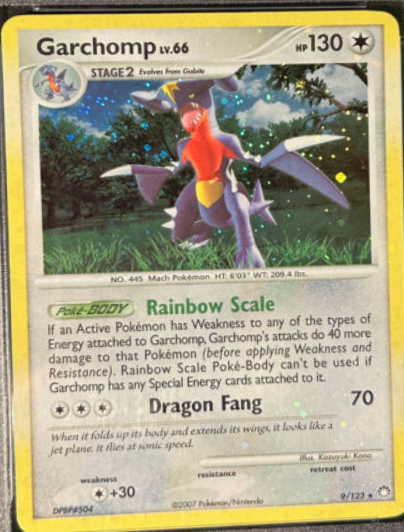 Garchomp LV.66 HP 130
STAGE2 Evolves from Gabite
NO. 445 Mach Pokémon HT: 6'03" WT: 209.4 lbs.
Poké-BODY Rainbow Scale
If an Active Pokémon has Weakness to any of the types of
Energy attached to Garchomp, Garchomp's attacks do 40 more
damage to that Pokémon (before applying Weakness and
Resistance). Rainbow Scale Poké-Body can't be used if
Garchomp has any Special Energy cards attached to it.
Dragon Fang 70
When it folds up its body and extends its wings, it looks like a
jet plane. It flies at sonic speed.
Illus. Kazuyuki Kano
weakness resistance retreat cost
+30
DPBP#504 ©2007 Pokémon/Nintendo 9/123 ★